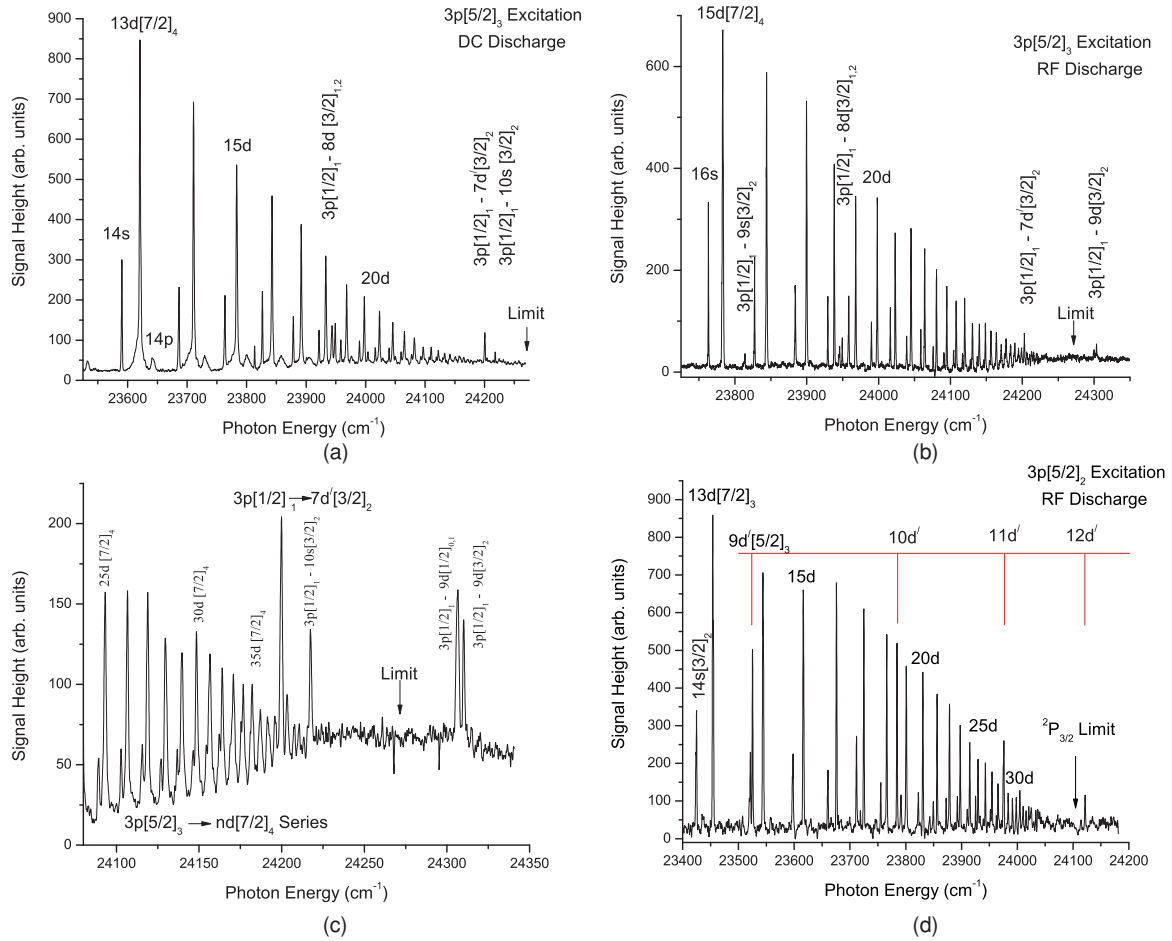 3p[5/2]₃ Excitation
DC Discharge
13d[7/2]₄
15d
3p[1/2]₁ - 8d [3/2]₁,₂
3p[1/2]₁ - 7d′[3/2]₂
3p[1/2]₁- 10s [3/2]₂
14s
14p
20d
Limit
Signal Height (arb. units)
900
800
700
600
500
400
300
200
100
0
23600 23700 23800 23900 24000 24100 24200
Photon Energy (cm⁻¹)
(a)
15d[7/2]₄
3p[5/2]₃ Excitation
RF Discharge
16s
3p[1/2]₁ - 9s[3/2]₂
3p[1/2]₁ - 8d[3/2]₁,₂
20d
3p[1/2]₁ - 7d′[3/2]₂
3p[1/2]₁ - 9d[3/2]₂
Limit
Signal Height (arb. units)
600
400
200
0
23800 23900 24000 24100 24200 24300
Photon Energy (cm⁻¹)
(b)
3p[1/2]₁→7d′[3/2]₂
25d [7/2]₄
30d [7/2]₄
35d [7/2]₄
3p[1/2]₁ - 10s[3/2]₂
3p[1/2]₁ - 9d[1/2]₀,₁
3p[1/2]₁ - 9d[3/2]₂
Limit
3p[5/2]₃ → nd[7/2]₄ Series
Signal Height (arb. units)
200
150
100
50
0
24100 24150 24200 24250 24300 24350
Photon Energy (cm⁻¹)
(c)
3p[5/2]₂ Excitation
RF Discharge
13d[7/2]₃
9d′[5/2]₃
10d′
11d′
12d′
14s[3/2]₂
15d
20d
25d
30d
²P₃/₂ Limit
Signal Height (arb. units)
900
800
700
600
500
400
300
200
100
0
23400 23500 23600 23700 23800 23900 24000 24100 24200
Photon Energy (cm⁻¹)
(d)